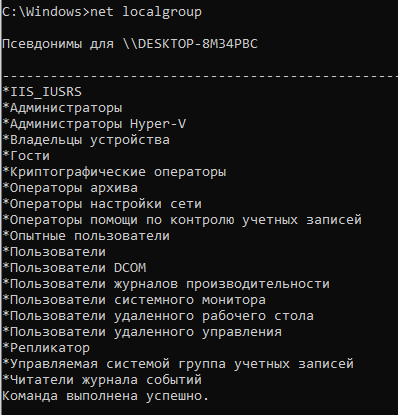 C:\Windows>net localgroup
Псевдонимы для \\DESKTOP-8M34PBC
-------------------------------------------------
*IIS_IUSRS
*Администраторы
*Администраторы Hyper-V
*Владельцы устройства
*Гости
*Криптографические операторы
*Операторы архива
*Операторы настройки сети
*Операторы помощи по контролю учетных записей
*Опытные пользователи
*Пользователи
*Пользователи DCOM
*Пользователи журналов производительности
*Пользователи системного монитора
*Пользователи удаленного рабочего стола
*Пользователи удаленного управления
*Репликатор
*Управляемая системой группа учетных записей
*Читатели журнала событий
Команда выполнена успешно.